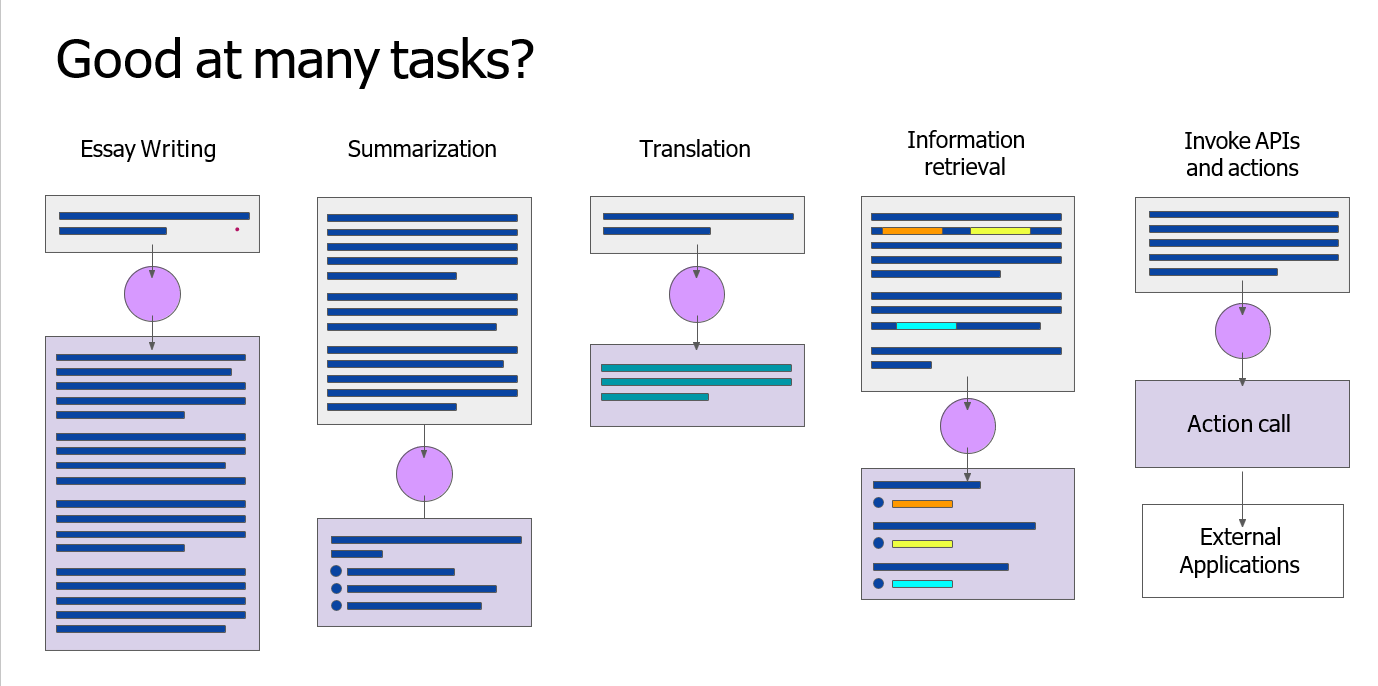 Good at many tasks?
Essay Writing
Summarization
Translation
Information
retrieval
Invoke APIs
and actions
Action call
External
Applications